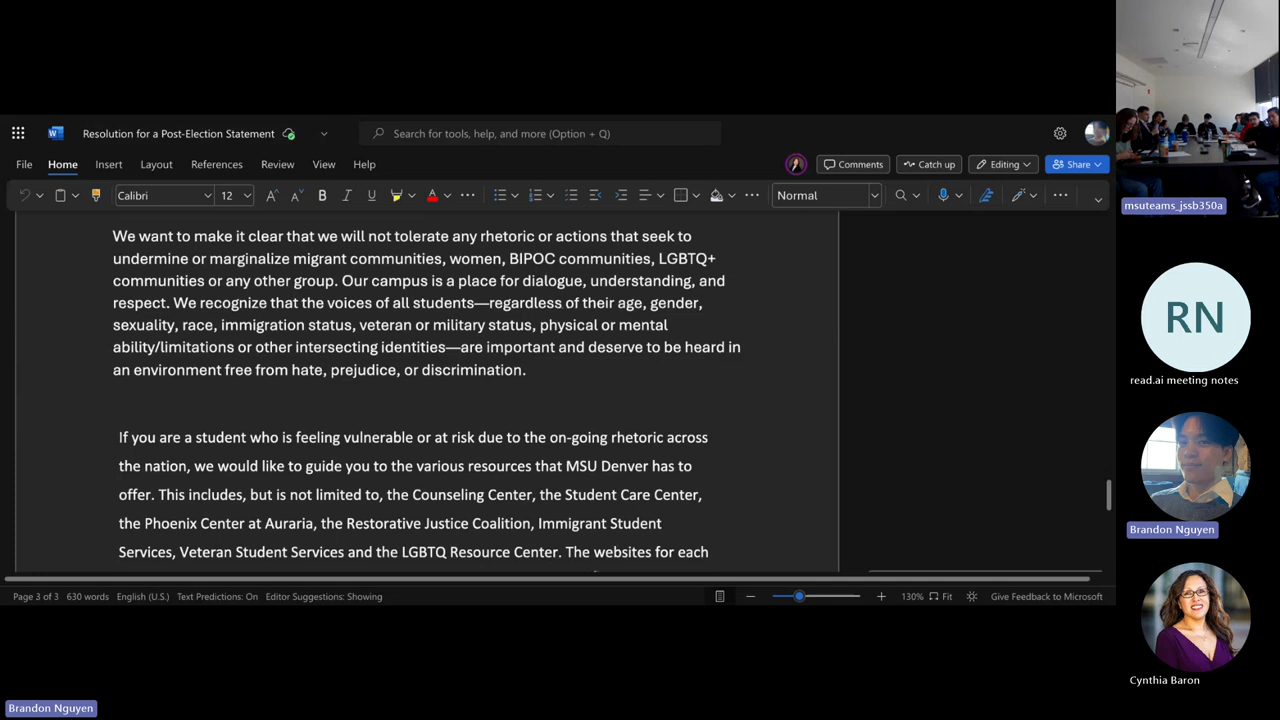 Resolution for a Post-Election Statement
Search for tools, help, and more (Option + Q)
File Home Insert Layout References Review View Help
Comments Catch up Editing Share
Calibri 12 B I U A Normal
We want to make it clear that we will not tolerate any rhetoric or actions that seek to
undermine or marginalize migrant communities, women, BIPOC communities, LGBTQ+
communities or any other group. Our campus is a place for dialogue, understanding, and
respect. We recognize that the voices of all students—regardless of their age, gender,
sexuality, race, immigration status, veteran or military status, physical or mental
ability/limitations or other intersecting identities—are important and deserve to be heard in
an environment free from hate, prejudice, or discrimination.
If you are a student who is feeling vulnerable or at risk due to the on-going rhetoric across
the nation, we would like to guide you to the various resources that MSU Denver has to
offer. This includes, but is not limited to, the Counseling Center, the Student Care Center,
the Phoenix Center at Auraria, the Restorative Justice Coalition, Immigrant Student
Services, Veteran Student Services and the LGBTQ Resource Center. The websites for each
Page 3 of 3 630 words English (U.S.) Text Predictions: On Editor Suggestions: Showing
130% Fit Give Feedback to Microsoft
Brandon Nguyen
msuteams_jssb350a
RN
read.ai meeting notes
Brandon Nguyen
Cynthia Baron